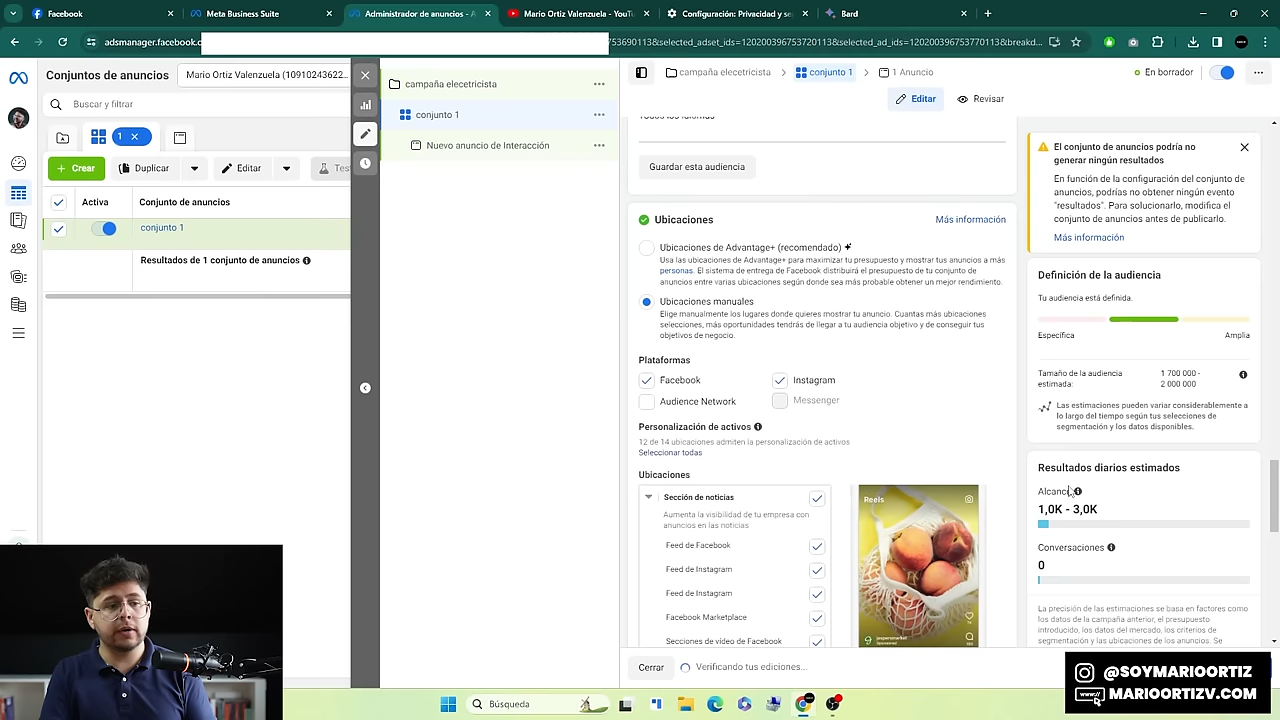 Facebook
Meta Business Suite
Administrador de anuncios - A
Mario Ortiz Valenzuela - YouT
Configuración: Privacidad y se
Bard
adsmanager.facebook.c
753690113&selected_adset_ids=120200396753720113&selected_ad_ids=120200396753770113&breakd...
Conjuntos de anuncios
Mario Ortiz Valenzuela (10910243622...
Buscar y filtrar
1
Crear
Duplicar
Editar
Test
Activa
Conjunto de anuncios
conjunto 1
Resultados de 1 conjunto de anuncios
campaña elecetricista
conjunto 1
Nuevo anuncio de Interacción
campaña elecetricista
conjunto 1
1 Anuncio
En borrador
Editar
Revisar
Todos los idiomas
Guardar esta audiencia
Ubicaciones
Más información
Ubicaciones de Advantage+ (recomendado)
Usa las ubicaciones de Advantage+ para maximizar tu presupuesto y mostrar tus anuncios a más
personas. El sistema de entrega de Facebook distribuirá el presupuesto de tu conjunto de
anuncios entre varias ubicaciones según donde sea más probable obtener un mejor rendimiento.
Ubicaciones manuales
Elige manualmente los lugares donde quieres mostrar tu anuncio. Cuantas más ubicaciones
selecciones, más oportunidades tendrás de llegar a tu audiencia objetivo y de conseguir tus
objetivos de negocio.
Plataformas
Facebook
Instagram
Audience Network
Messenger
Personalización de activos
12 de 14 ubicaciones admiten la personalización de activos
Seleccionar todas
Ubicaciones
Sección de noticias
Aumenta la visibilidad de tu empresa con
anuncios en las noticias
Feed de Facebook
Feed de Instagram
Feed de Instagram
Facebook Marketplace
Secciones de vídeo de Facebook
Reels
jaspersmarket
Sponsored
Cerrar
Verificando tus ediciones...
El conjunto de anuncios podría no
generar ningún resultados
En función de la configuración del conjunto de
anuncios, podrías no obtener ningún evento
"resultados". Para solucionarlo, modifica el
conjunto de anuncios antes de publicarlo.
Más información
Definición de la audiencia
Tu audiencia está definida.
Específica
Amplia
Tamaño de la audiencia
estimada:
1 700 000 -
2 000 000
Las estimaciones pueden variar considerablemente a
lo largo del tiempo según tus selecciones de
segmentación y los datos disponibles.
Resultados diarios estimados
Alcance
1,0K - 3,0K
Conversaciones
0
La precisión de las estimaciones se basa en factores como
los datos de la campaña anterior, el presupuesto
introducido, los datos del mercado, los criterios de
segmentación y las ubicaciones de los anuncios. Se
@SOYMARIOORTIZ
www
MARIOORTIZV.COM
Búsqueda